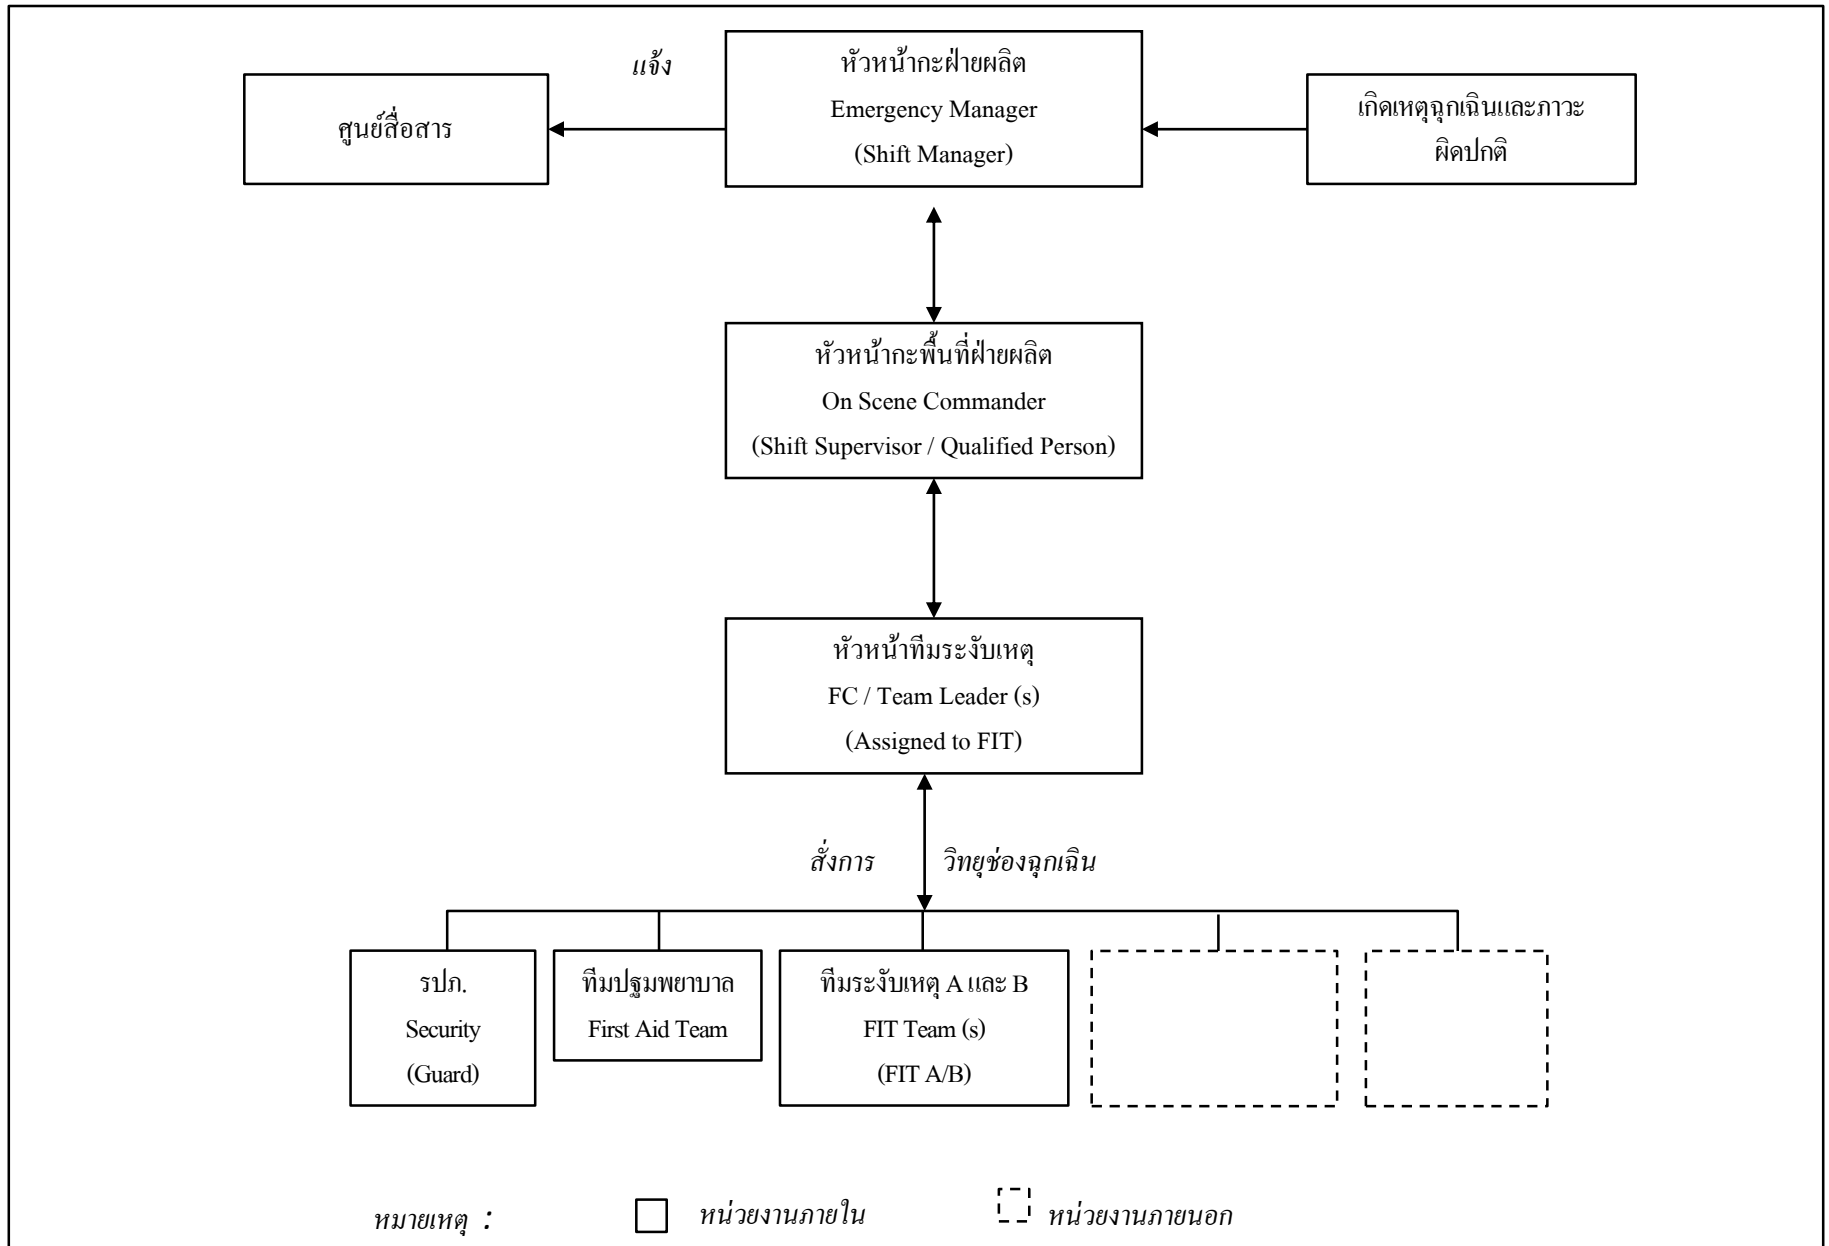 แจ้ง
ศูนย์สื่อสาร
หัวหน้ากะฝ่ายผลิต
Emergency Manager
(Shift Manager)
เกิดเหตุฉุกเฉินและภาวะ
ผิดปกติ
หัวหน้ากะพื้นที่ฝ่ายผลิต
On Scene Commander
(Shift Supervisor / Qualified Person)
หัวหน้าทีมระงับเหตุ
FC / Team Leader (s)
(Assigned to FIT)
สั่งการ วิทยุช่องฉุกเฉิน
รปภ.
Security
(Guard)
ทีมปฐมพยาบาล
First Aid Team
ทีมระงับเหตุ A และ B
FIT Team (s)
(FIT A/B)
หมายเหตุ : หน่วยงานภายใน หน่วยงานภายนอก